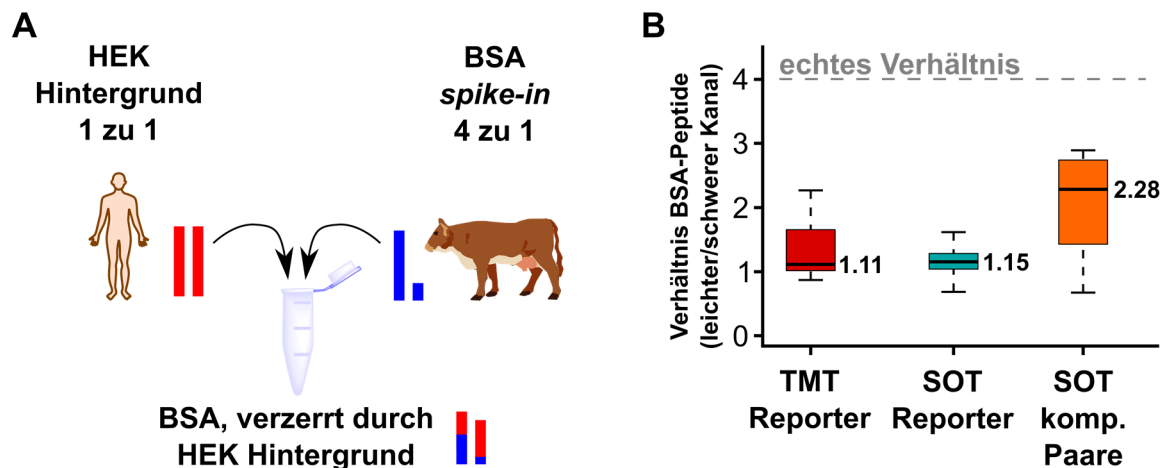 A
HEK
Hintergrund
1 zu 1
BSA
spike-in
4 zu 1
BSA, verzerrt durch
HEK Hintergrund
B
Verhältnis BSA-Peptide
(leichter/schwerer Kanal)
echtes Verhältnis
4
3
2
1
0
1.11
1.15
2.28
TMT
Reporter
SOT
Reporter
SOT
komp.
Paare